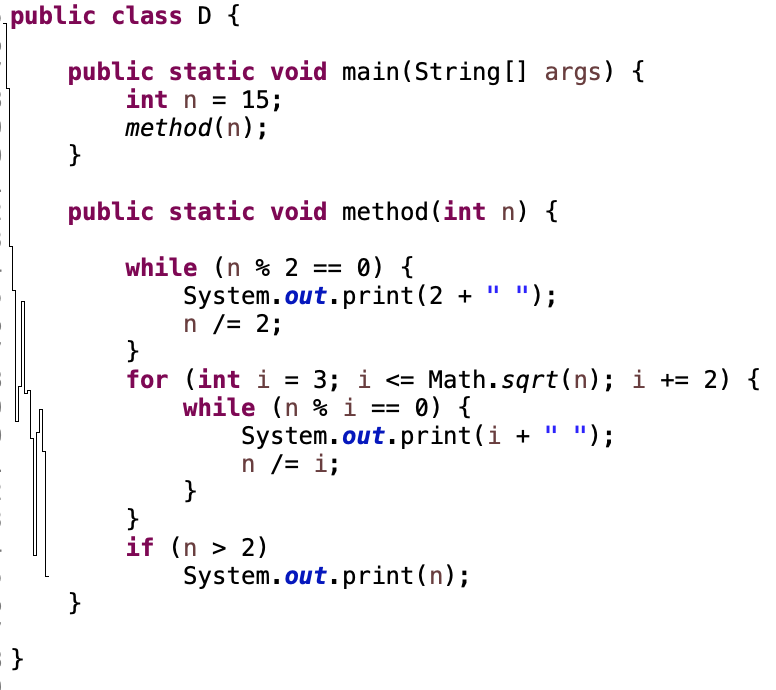 public class D {
public static void main(String[] args) {
int n = 15;
method(n);
}
public static void method(int n) {
while (n % 2 == 0) {
System.out.print(2 + " ");
n /= 2;
}
for (int i = 3; i <= Math.sqrt(n); i += 2) {
while (n % i == 0) {
System.out.print(i + " ");
n /= i;
}
}
if (n > 2)
System.out.print(n);
}
}